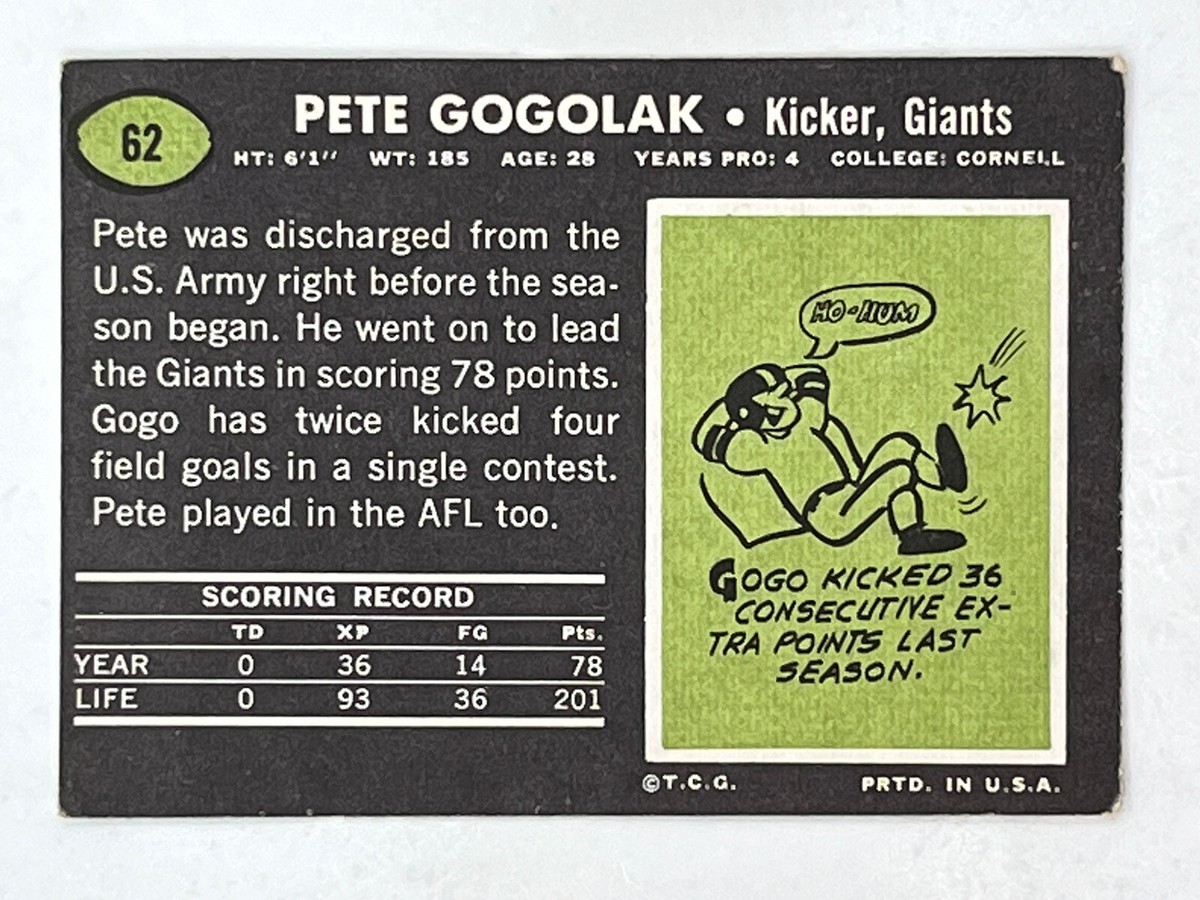 62
PETE GOGOLAK • Kicker, Giants
HT: 6'1" WT: 185 AGE: 28 YEARS PRO: 4 COLLEGE: CORNELL
Pete was discharged from the
U.S. Army right before the sea-
son began. He went on to lead
the Giants in scoring 78 points.
Gogo has twice kicked four
field goals in a single contest.
Pete played in the AFL too.
SCORING RECORD
TD XP FG Pts.
YEAR 0 36 14 78
LIFE 0 93 36 201
HO-HUM
GOGO KICKED 36
CONSECUTIVE EX-
TRA POINTS LAST
SEASON.
©T.C.G. PRTD. IN U.S.A.